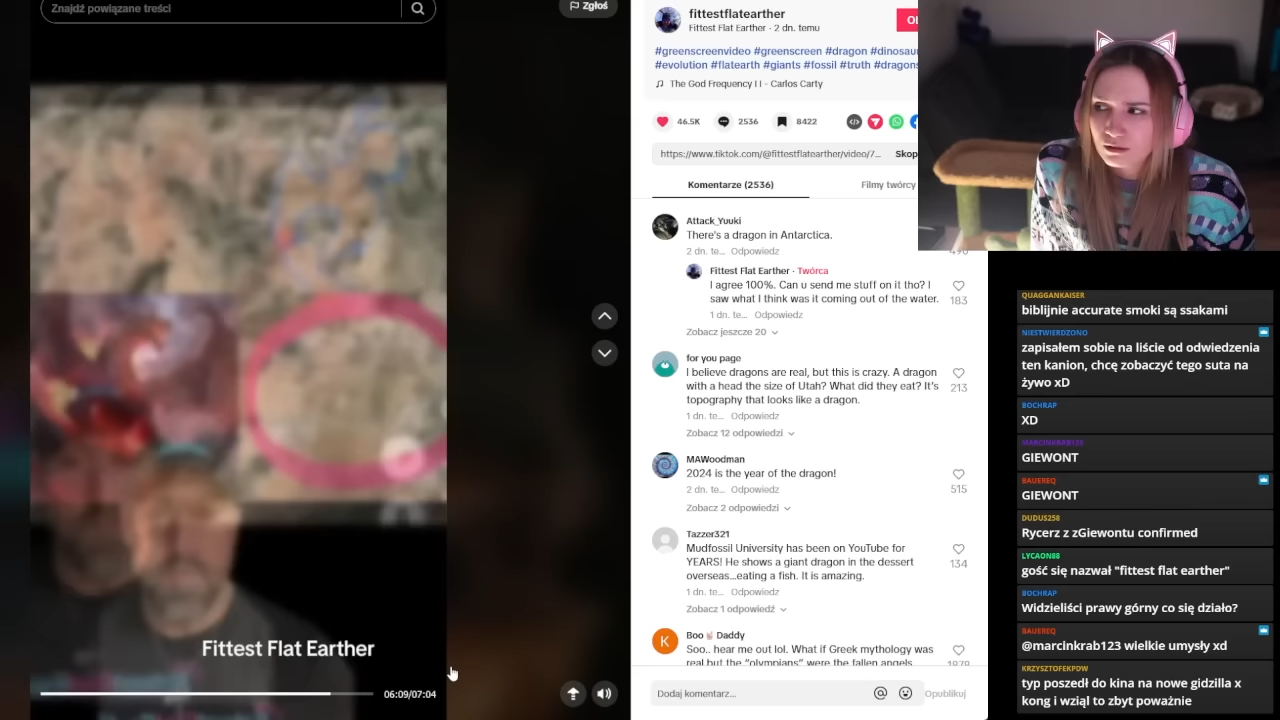 Znajdź powiązane treści
Zgłoś
Fittest Flat Earther
06:09/07:04
fittestflatearther
Fittest Flat Earther · 2 dn. temu
#greenscreenvideo #greenscreen #dragon #dinosau
#evolution #flatearth #giants #fossil #truth #dragons
♫ The God Frequency I I - Carlos Carty
46.5K 2536 8422
https://www.tiktok.com/@fittestflatearther/video/7...
Komentarze (2536) Filmy twórcy
Attack_Yuuki
There's a dragon in Antarctica.
2 dn. te... Odpowiedz
Fittest Flat Earther · Twórca
I agree 100%. Can u send me stuff on it tho? I
saw what I think was it coming out of the water.
183
1 dn. te... Odpowiedz
Zobacz jeszcze 20
for you page
I believe dragons are real, but this is crazy. A dragon
with a head the size of Utah? What did they eat? It's
topography that looks like a dragon.
213
1 dn. te... Odpowiedz
Zobacz 12 odpowiedzi
MAWoodman
2024 is the year of the dragon!
515
2 dn. te... Odpowiedz
Zobacz 2 odpowiedzi
Tazzer321
Mudfossil University has been on YouTube for
YEARS! He shows a giant dragon in the dessert
overseas...eating a fish. It is amazing.
134
1 dn. te... Odpowiedz
Zobacz 1 odpowiedź
K
Boo Daddy
Soo.. hear me out lol. What if Greek mythology was
real but the "olympians" were the fallen angels
Dodaj komentarz...
Opublikuj
QUAGGANKAISER
biblijnie accurate smoki są ssakami
NIESTWIERDZONO
zapisałem sobie na liście od odwiedzenia
ten kanion, chcę zobaczyć tego suta na
żywo xD
BOCHRAP
XD
MARCINKRAB123
GIEWONT
BAUEREQ
GIEWONT
DUDUS258
Rycerz z zGiewontu confirmed
LYCAON88
gość się nazwał "fittest flat earther"
BOCHRAP
Widzieliści prawy górny co się działo?
BAUEREQ
@marcinkrab123 wielkie umysły xd
KRZYSZTOFEKPDW
typ poszedł do kina na nowe gidzilla x
kong i wziąl to zbyt poważnie